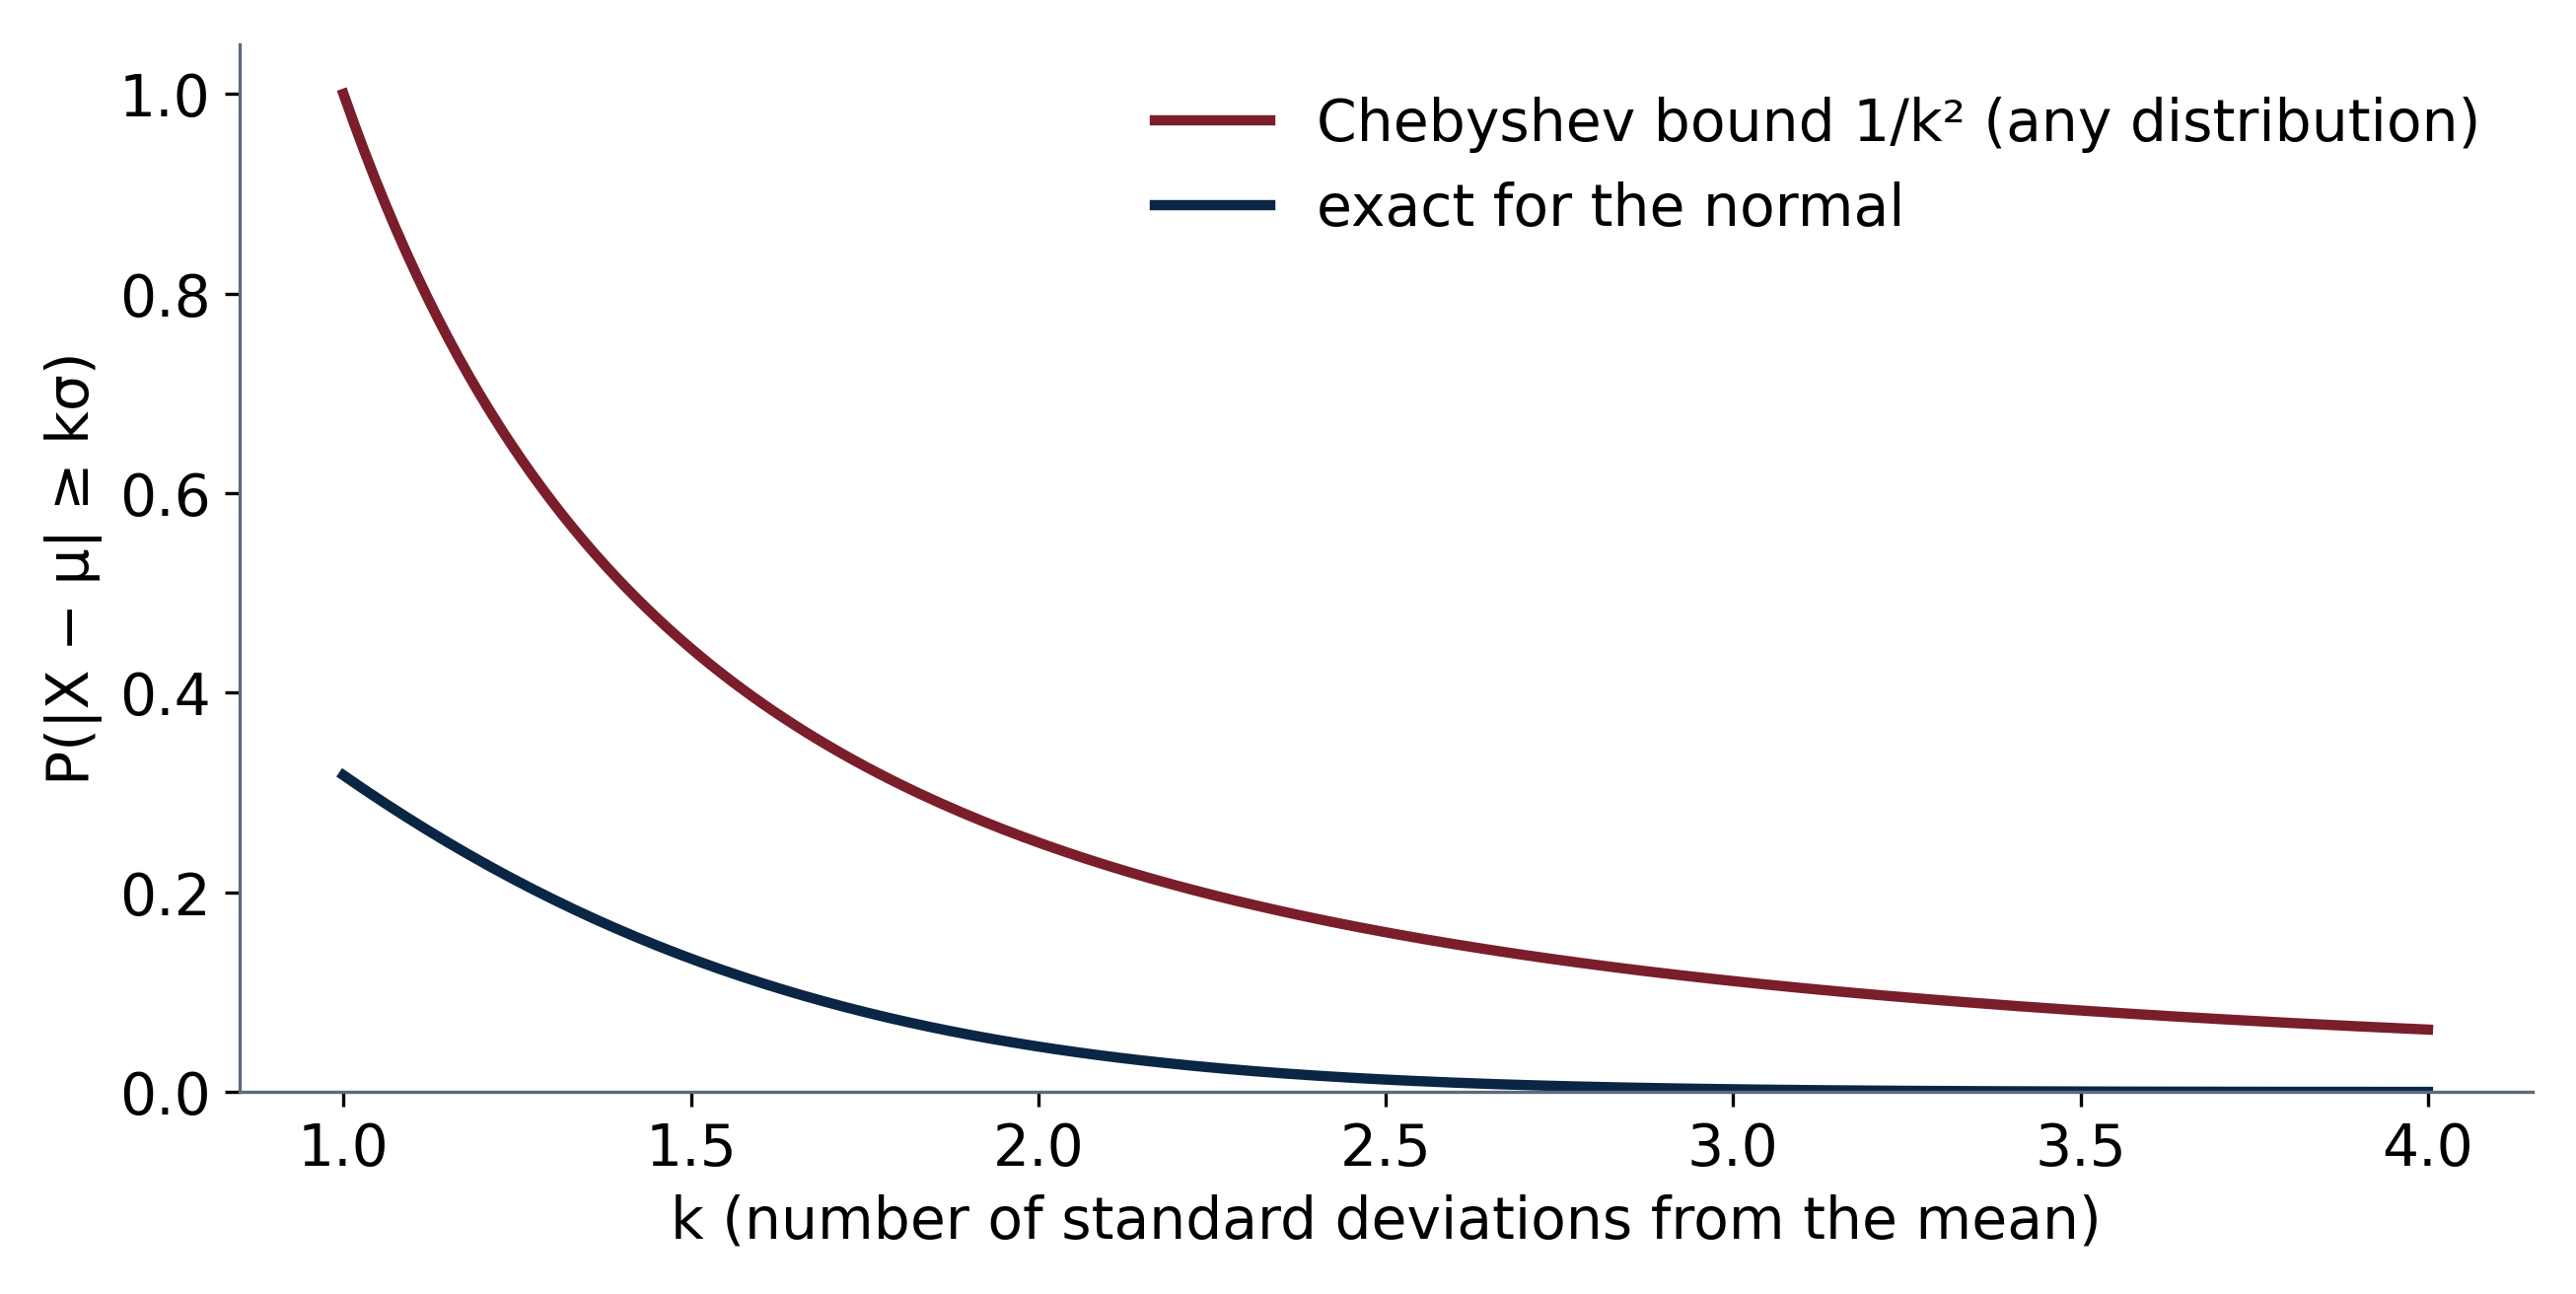 Chebyshev bound 1/k² (any distribution)
exact for the normal
P(|X − μ| ≥ kσ)
1.0
0.8
0.6
0.4
0.2
0.0
1.0 1.5 2.0 2.5 3.0 3.5 4.0
k (number of standard deviations from the mean)